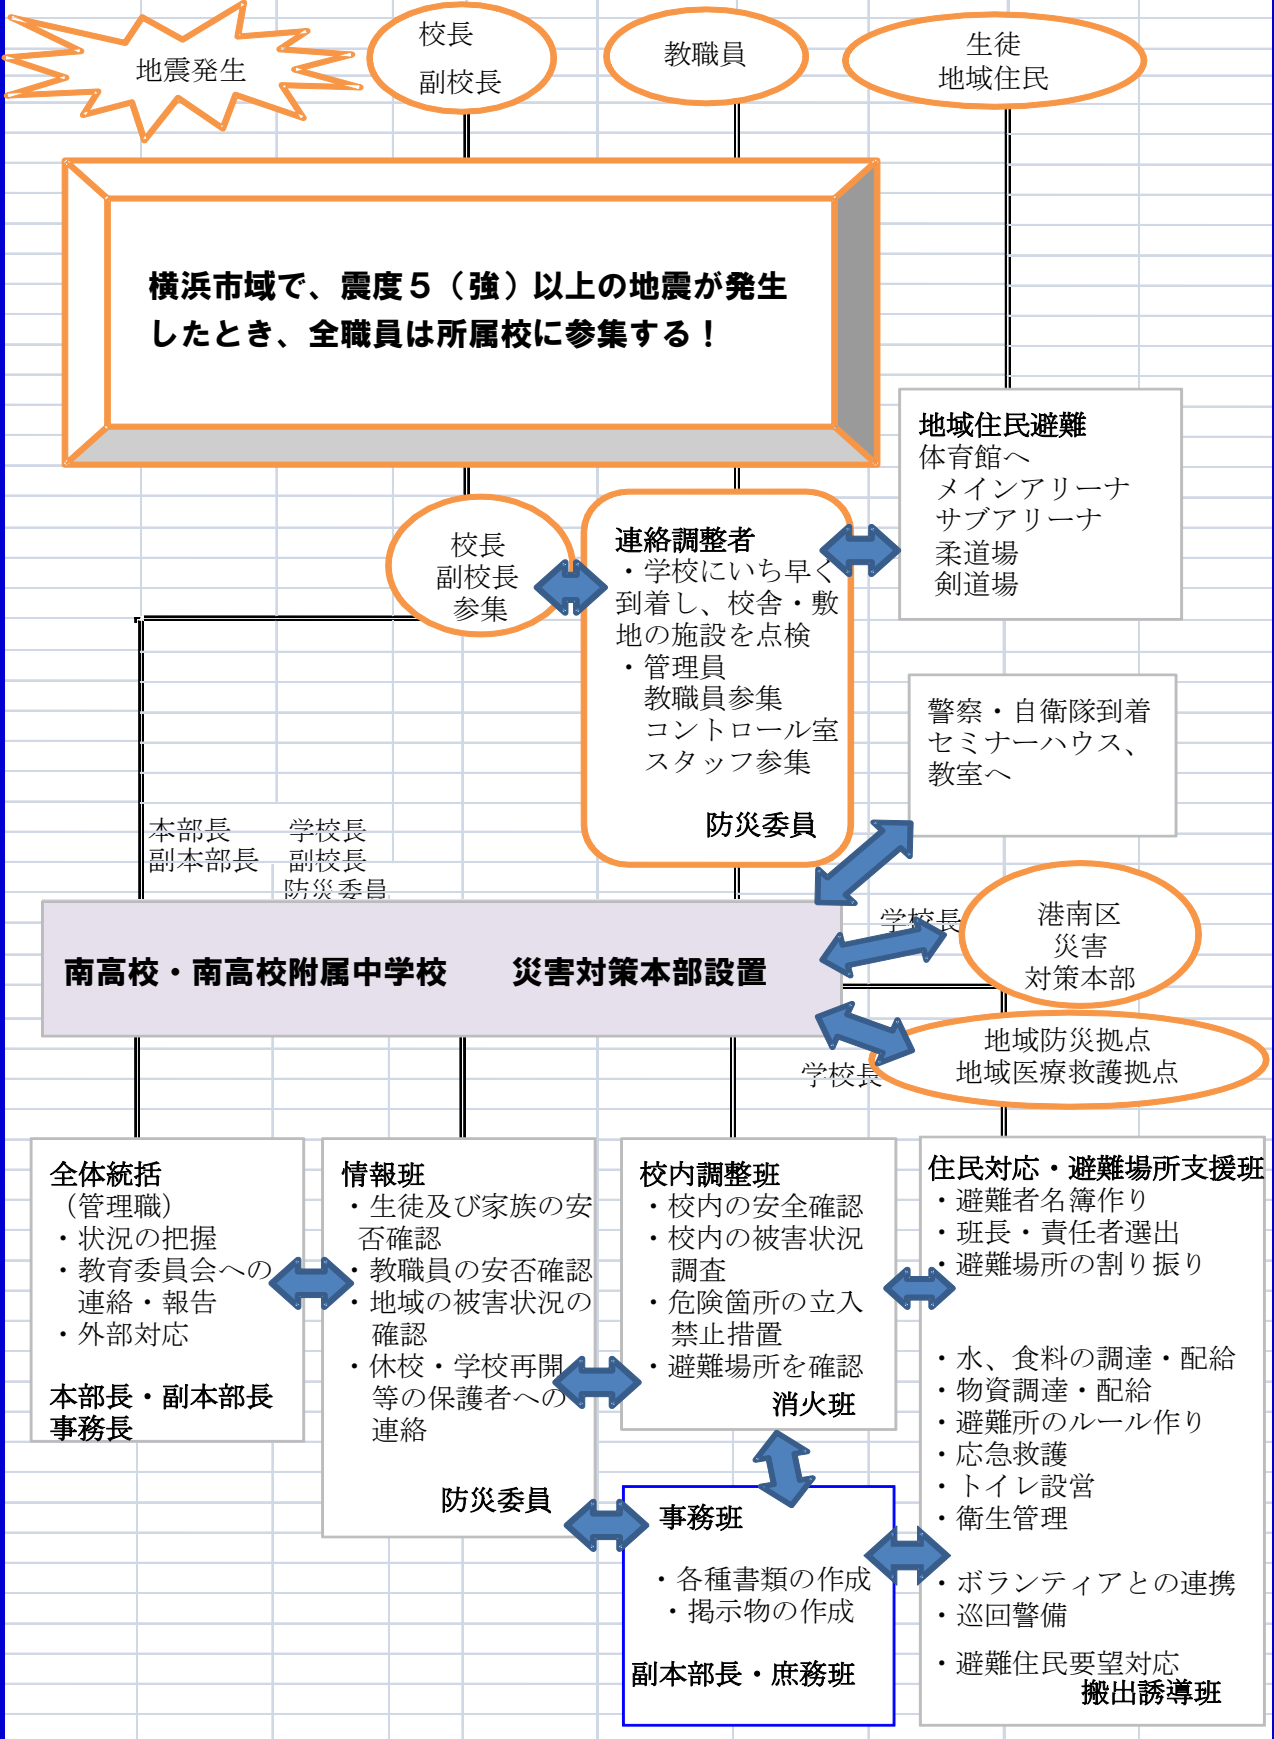 地震発生
校長
副校長
教職員
生徒
地域住民
横浜市域で、震度５（強）以上の地震が発生
したとき、全職員は所属校に参集する！
地域住民避難
体育館へ
メインアリーナ
サブアリーナ
柔道場
剣道場
校長
副校長
参集
連絡調整者
・学校にいち早く
到着し、校舎・敷
地の施設を点検
・管理員
教職員参集
コントロール室
スタッフ参集
防災委員
警察・自衛隊到着
セミナーハウス、
教室へ
本部長　　学校長
副本部長　副校長
防災委員
南高校・南高校附属中学校　　災害対策本部設置
学校長
港南区
災害
対策本部
学校長
地域防災拠点
地域医療救護拠点
全体統括
（管理職）
・状況の把握
・教育委員会への
連絡・報告
・外部対応
本部長・副本部長
事務長
情報班
・生徒及び家族の安
否確認
・教職員の安否確認
・地域の被害状況の
確認
・休校・学校再開
等の保護者への
連絡
防災委員
校内調整班
・校内の安全確認
・校内の被害状況
調査
・危険箇所の立入
禁止措置
・避難場所を確認
消火班
事務班
・各種書類の作成
・掲示物の作成
副本部長・庶務班
住民対応・避難場所支援班
・避難者名簿作り
・班長・責任者選出
・避難場所の割り振り
・水、食料の調達・配給
・物資調達・配給
・避難所のルール作り
・応急救護
・トイレ設営
・衛生管理
・ボランティアとの連携
・巡回警備
・避難住民要望対応
搬出誘導班